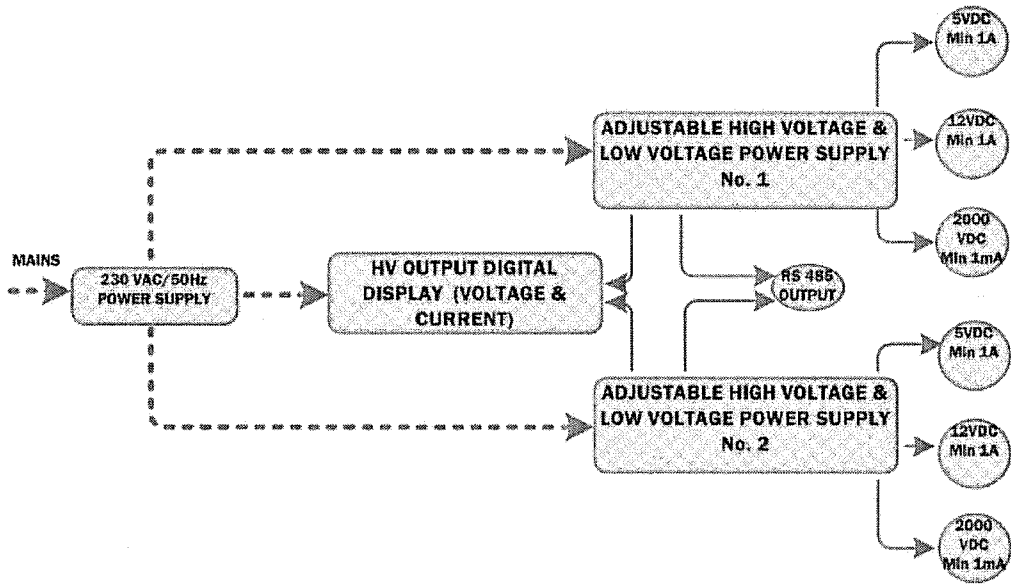 MAINS
230 VAC/50Hz
POWER SUPPLY
HV OUTPUT DIGITAL
DISPLAY (VOLTAGE &
CURRENT)
ADJUSTABLE HIGH VOLTAGE &
LOW VOLTAGE POWER SUPPLY
No. 1
5VDC
Min 1A
12VDC
Min 1A
2000
VDC
Min 1mA
RS 485
OUTPUT
ADJUSTABLE HIGH VOLTAGE &
LOW VOLTAGE POWER SUPPLY
No. 2
5VDC
Min 1A
12VDC
Min 1A
2000
VDC
Min 1mA